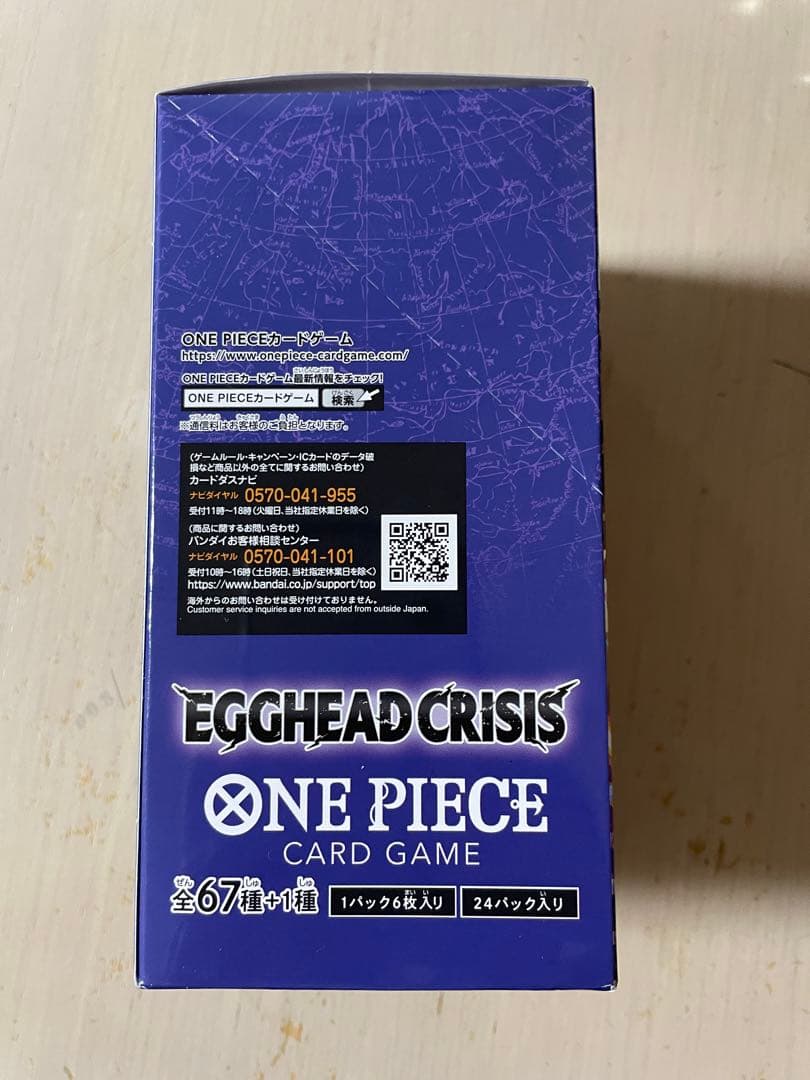 ONE PIECEカードゲーム
https://www.onepiece-cardgame.com/
ONE PIECEカードゲーム最新情報をチェック!
ONE PIECEカードゲーム 検索
※通信料はお客様のご負担となります。
(ゲームルール・キャンペーン・ICカードのデータ破
損など商品以外の全てに関するお問い合わせ)
カードダスナビ
ナビダイヤル 0570-041-955
受付11時~18時(火曜日、当社指定休業日を除く)
(商品に関するお問い合わせ)
バンダイお客様相談センター
ナビダイヤル 0570-041-101
受付10時~16時(土日祝日、当社指定休業日を除く)
https://www.bandai.co.jp/support/top
海外からのお問い合わせは受け付けておりません。
Customer service inquiries are not accepted from outside Japan.
EGGHEAD CRISIS
ONE PIECE
CARD GAME
全67種+1種 1パック6枚入り 24パック入り